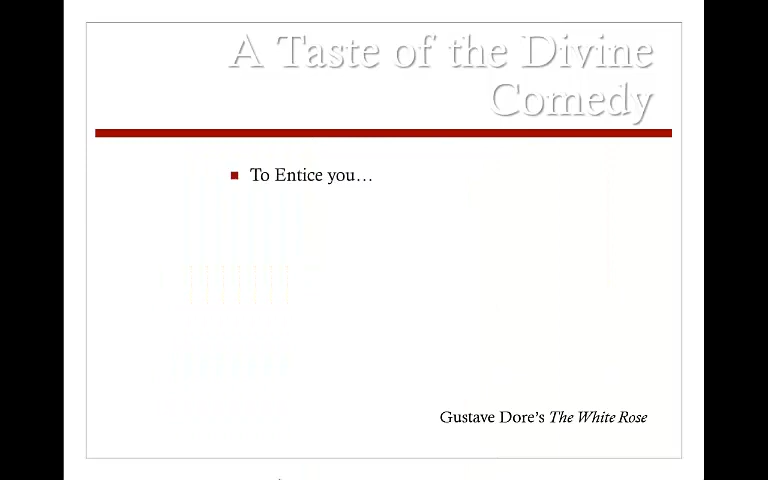 A Taste of the Divine
Comedy
To Entice you…
Gustave Dore's The White Rose